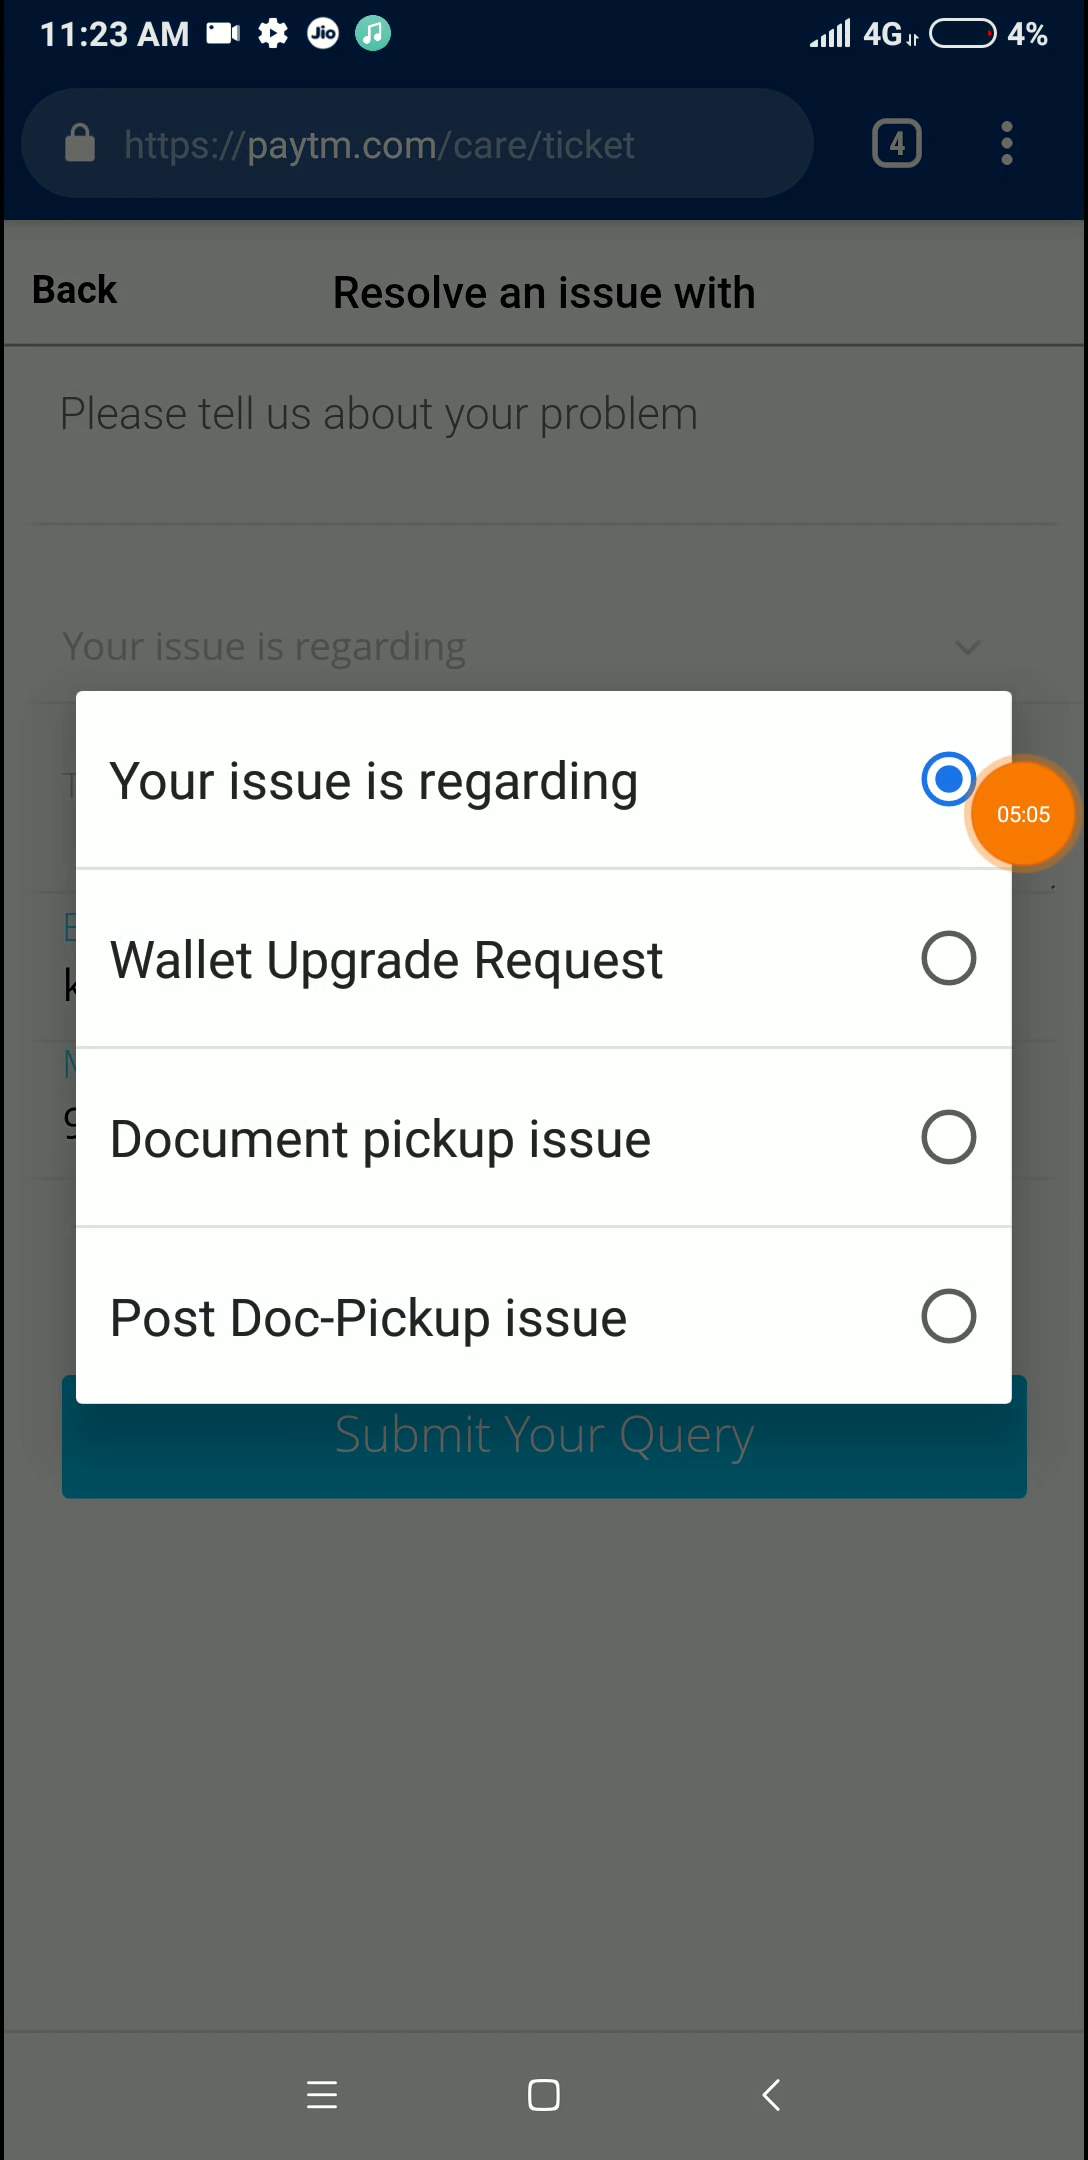 11:23 AM Jio 4G 4%
https://paytm.com/care/ticket 4
Back Resolve an issue with
Please tell us about your problem
Your issue is regarding
Your issue is regarding
05:05
Wallet Upgrade Request
Document pickup issue
Post Doc-Pickup issue
Submit Your Query